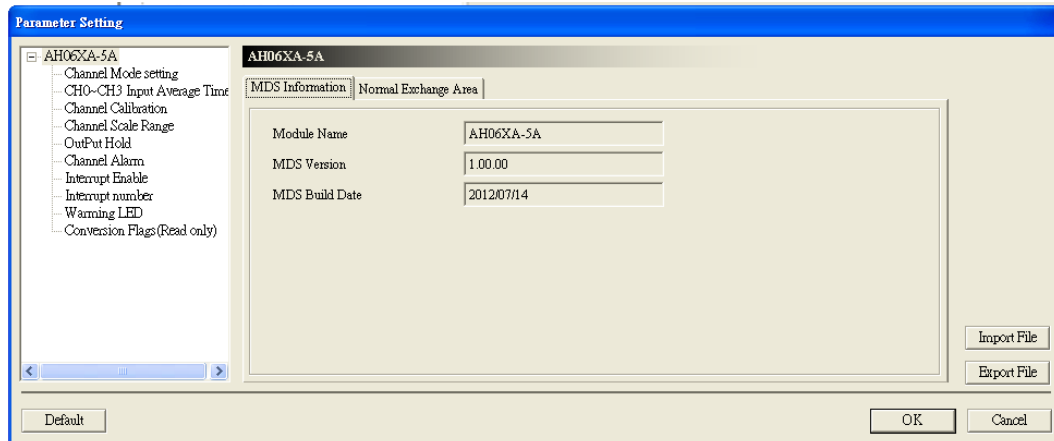 Parameter Setting
AH06XA-5A
Channel Mode setting
CH0~CH3 Input Average Time
Channel Calibration
Channel Scale Range
OutPut Hold
Channel Alarm
Interrupt Enable
Interrupt number
Warming LED
Conversion Flags(Read only)
AH06XA-5A
MDS Information
Normal Exchange Area
Module Name
AH06XA-5A
MDS Version
1.00.00
MDS Build Date
2012/07/14
Import File
Export File
Default
OK
Cancel